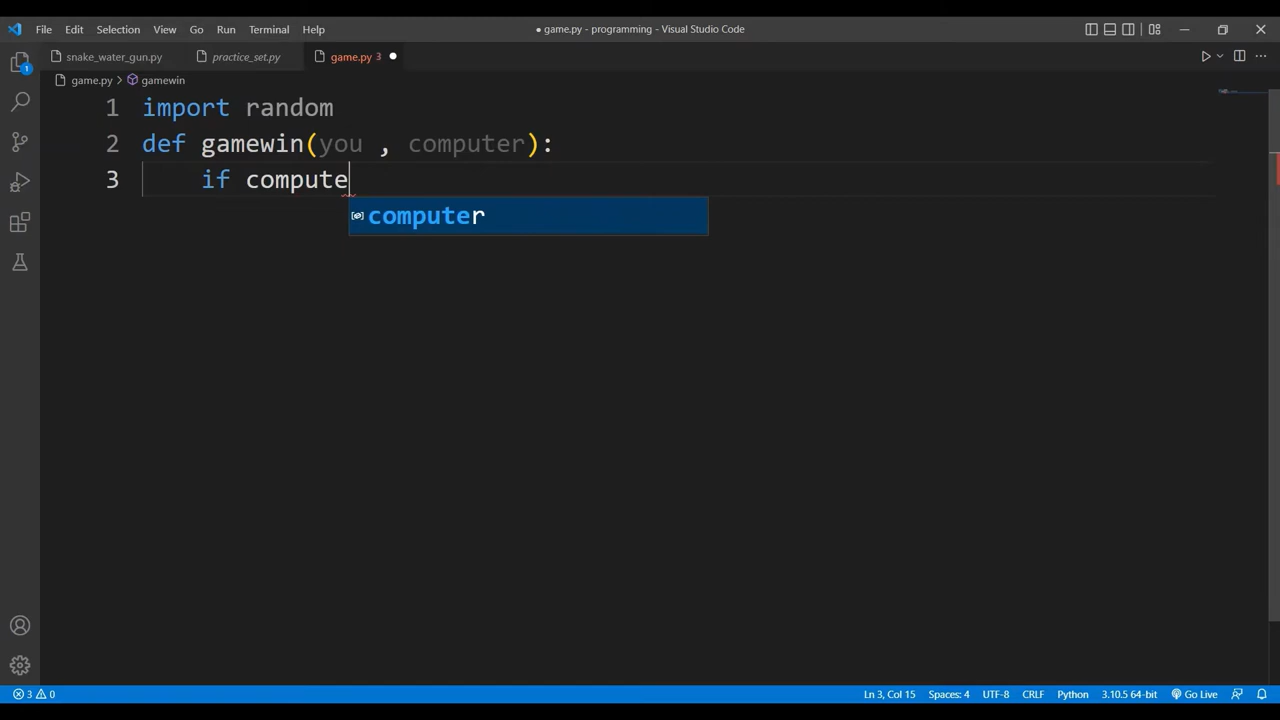 File Edit Selection View Go Run Terminal Help
● game.py - programming - Visual Studio Code
snake_water_gun.py practice_set.py game.py 3 ●
game.py > gamewin
1 import random
2 def gamewin(you , computer):
3 if compute
computer
1
3 0
Ln 3, Col 15 Spaces: 4 UTF-8 CRLF Python 3.10.5 64-bit Go Live